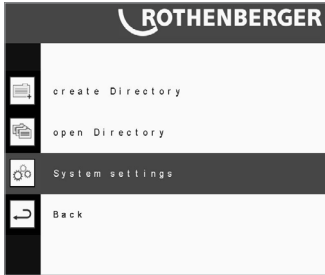 ROTHENBERGER
create Directory
open Directory
System settings
Back